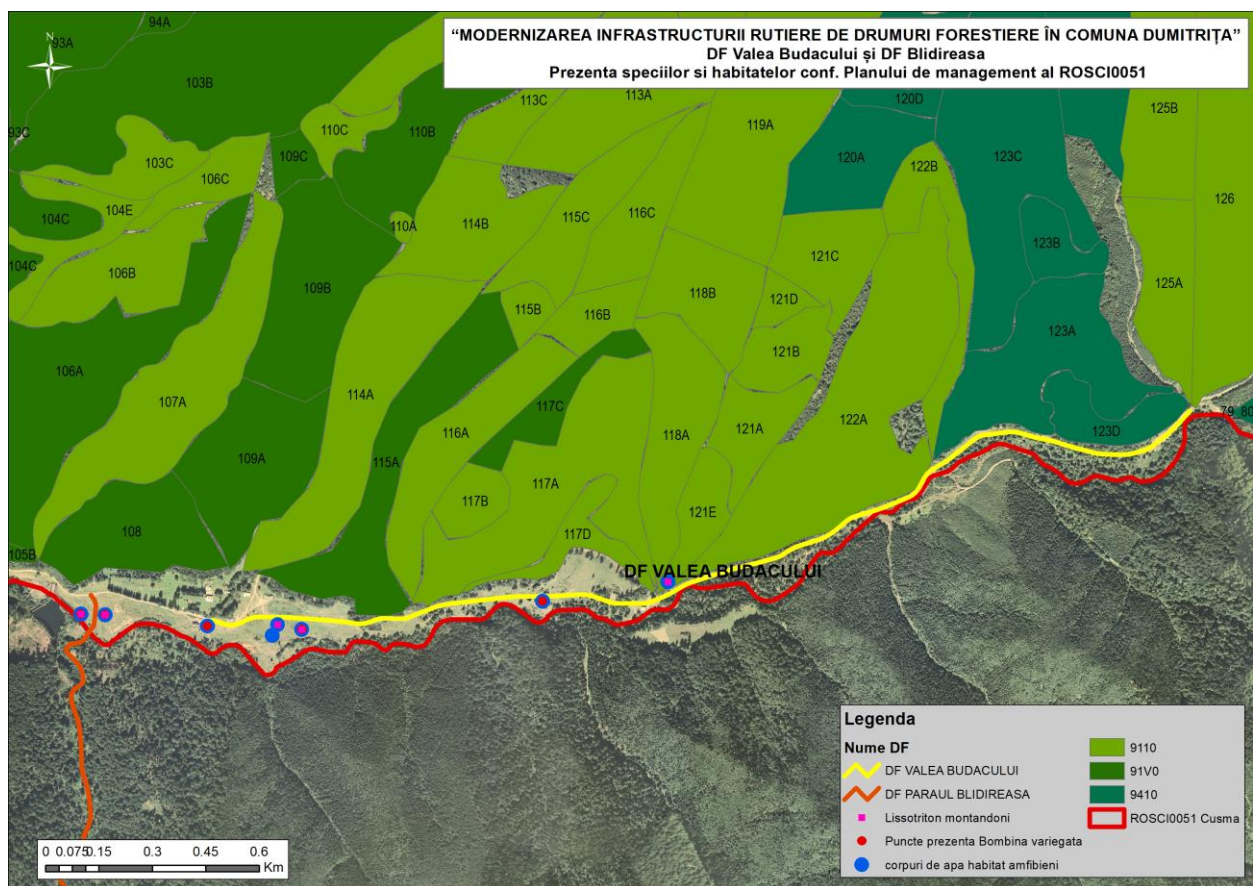 “MODERNIZAREA INFRASTRUCTURII RUTIERE DE DRUMURI FORESTIERE ÎN COMUNA DUMITRIȚA”
DF Valea Budacului și DF Blidireasa
Prezenta speciilor si habitatelor conf. Planului de management al ROSCI0051
N
94A
93A
103B
93C
110C
110B
113C
113A
119A
120D
120A
123C
125B
109C
103C
106C
122B
104C
104E
110A
114B
115C
116C
126
123B
104C
106B
109B
121C
125A
118B
121D
115B
116B
123A
121B
106A
107A
114A
117C
122A
79
80
116A
118A
121A
123D
109A
115A
117B
117A
121E
108
117D
105B
DF VALEA BUDACULUI
Legenda
Nume DF
DF VALEA BUDACULUI
DF PARAUL BLIDIREASA
Lissotriton montandoni
Puncte prezenta Bombina variegata
corpuri de apa habitat amfibieni
9110
91V0
9410
ROSCI0051 Cusma
0 0.075 0.15 0.3 0.45 0.6
Km